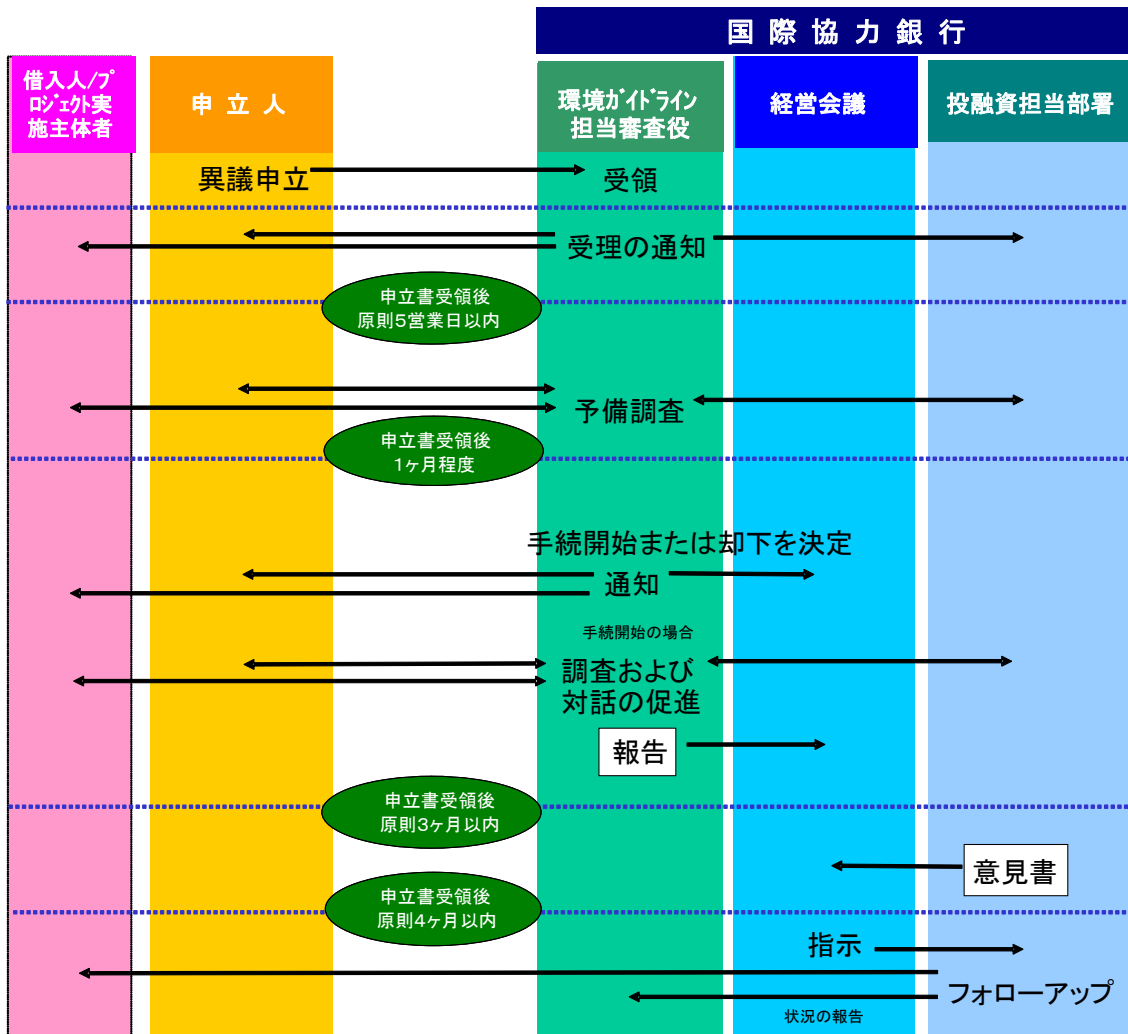 国際協力銀行
借入人/プ
ロジェクト実
施主体者
申立人
環境ガイドライン
担当審査役
経営会議
投融資担当部署
異議申立
受領
受理の通知
申立書受領後
原則5営業日以内
予備調査
申立書受領後
1ヶ月程度
手続開始または却下を決定
通知
手続開始の場合
調査および
対話の促進
報告
申立書受領後
原則3ヶ月以内
意見書
申立書受領後
原則4ヶ月以内
指示
フォローアップ
状況の報告